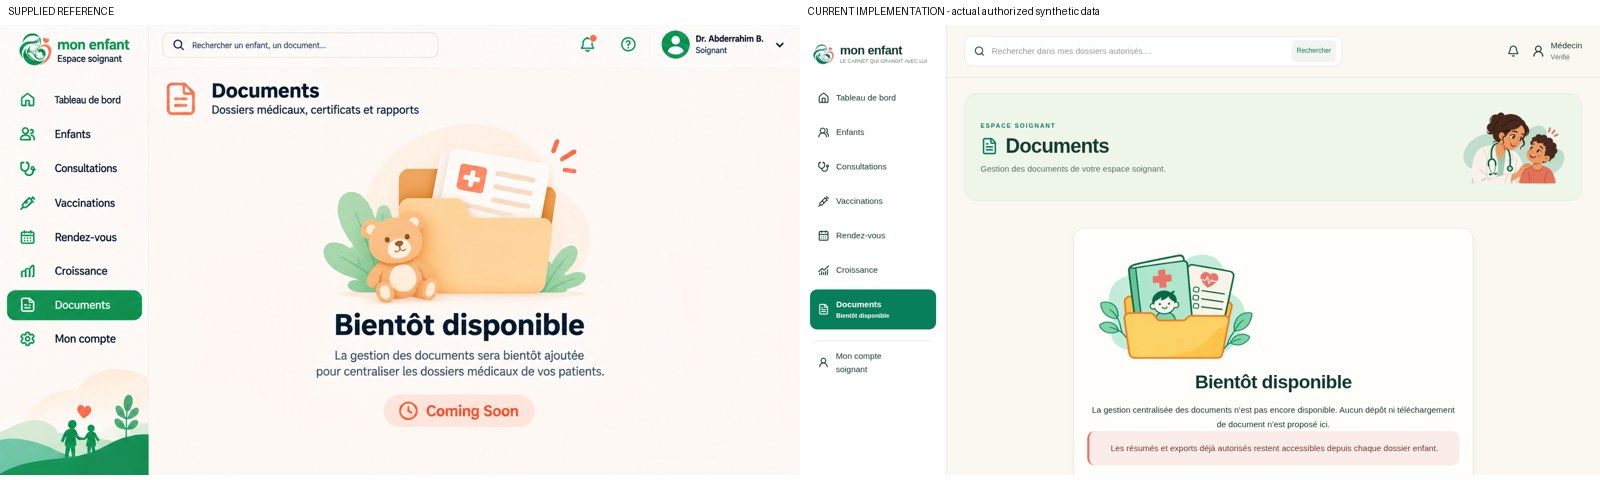 SUPPLIED REFERENCE
mon enfant
Espace soignant
Rechercher un enfant, un document...
Dr. Abderrahim B.
Soignant
Tableau de bord
Enfants
Consultations
Vaccinations
Rendez-vous
Croissance
Documents
Mon compte
Documents
Dossiers médicaux, certificats et rapports
Bientôt disponible
La gestion des documents sera bientôt ajoutée
pour centraliser les dossiers médicaux de vos patients.
Coming Soon
CURRENT IMPLEMENTATION - actual authorized synthetic data
mon enfant
LE CARNET QUI GRANDIT AVEC LUI
Rechercher dans mes dossiers autorisés...
Rechercher
Médecin
Vérifié
Tableau de bord
Enfants
Consultations
Vaccinations
Rendez-vous
Croissance
Documents
Bientôt disponible
Mon compte
soignant
ESPACE SOIGNANT
Documents
Gestion des documents de votre espace soignant.
Bientôt disponible
La gestion centralisée des documents n'est pas encore disponible. Aucun dépôt ni téléchargement
de document n'est proposé ici.
Les résumés et exports déjà autorisés restent accessibles depuis chaque dossier enfant.